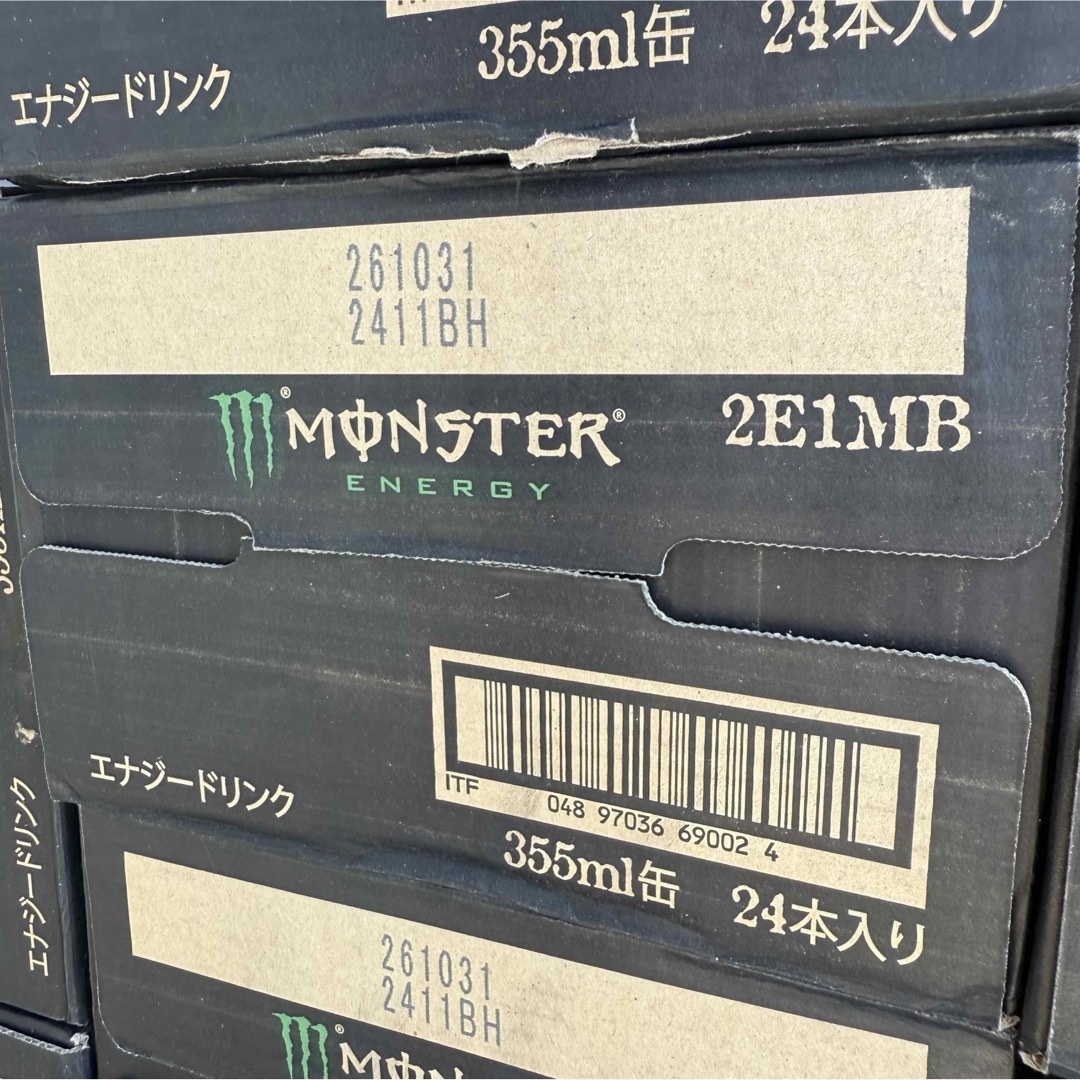 355ml缶 24本入り
エナジードリンク
261031
2411BH
MONSTER 2E1MB
ENERGY
ITF
048 97036 69002 4
エナジードリンク
355ml缶 24本入り
エナジードリンク
261031
2411BH